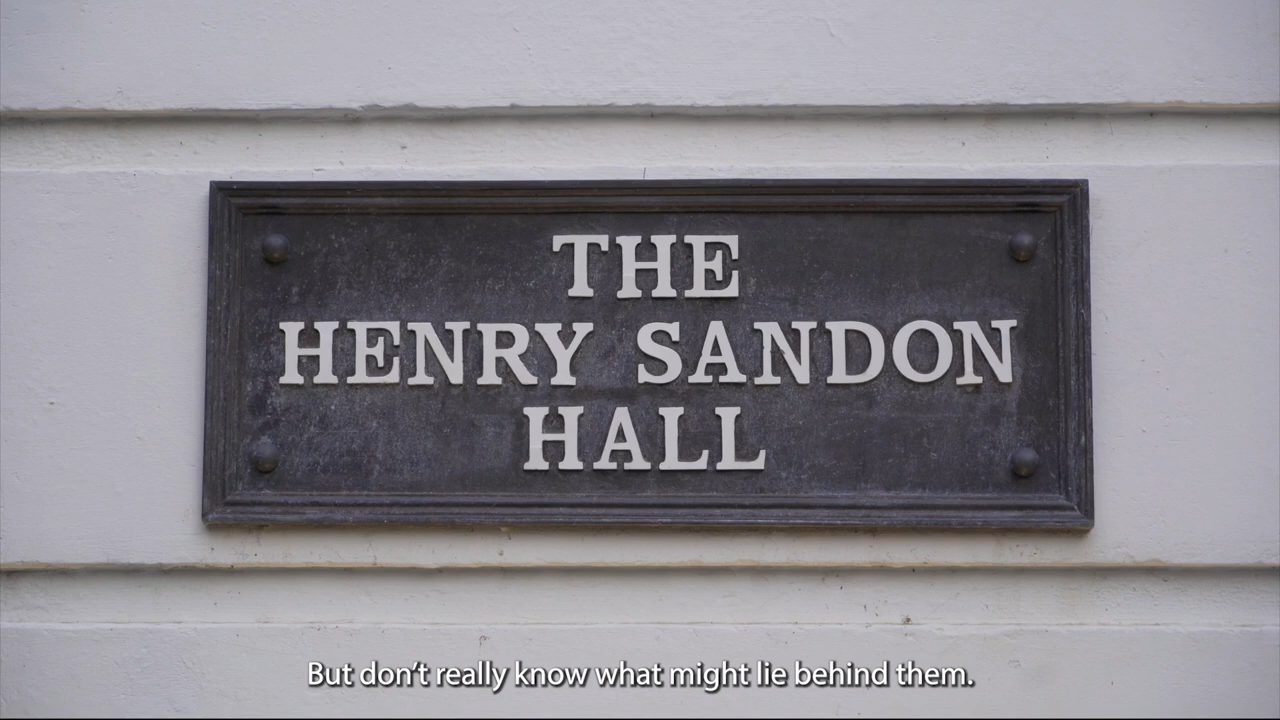 THE
HENRY SANDON
HALL
But don't really know what might lie behind them.